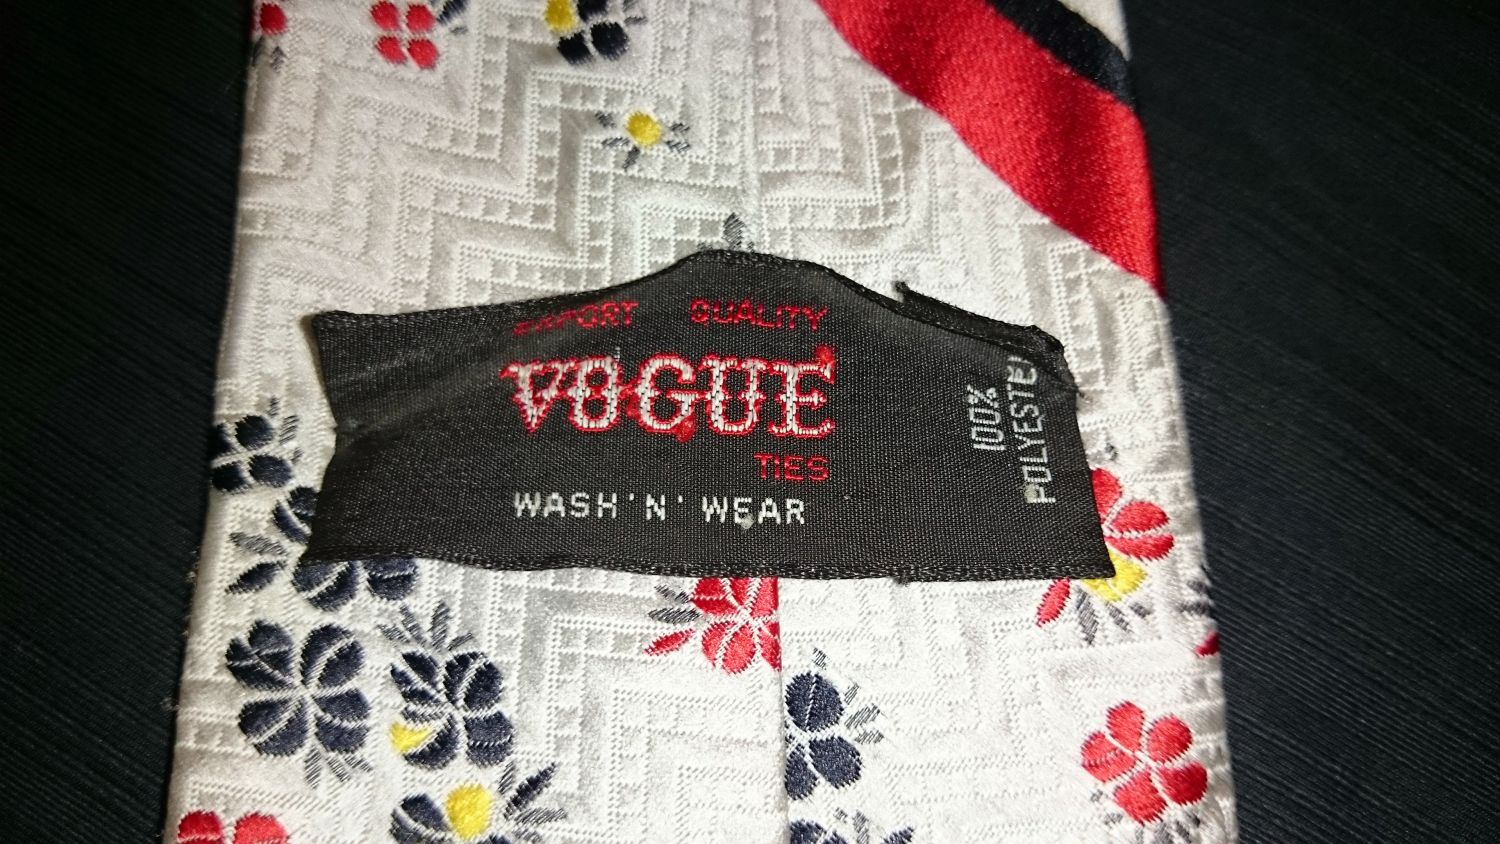 EXPORT QUALITY
VOGUE
TIES
WASH'N' WEAR
100%
POLYESTER